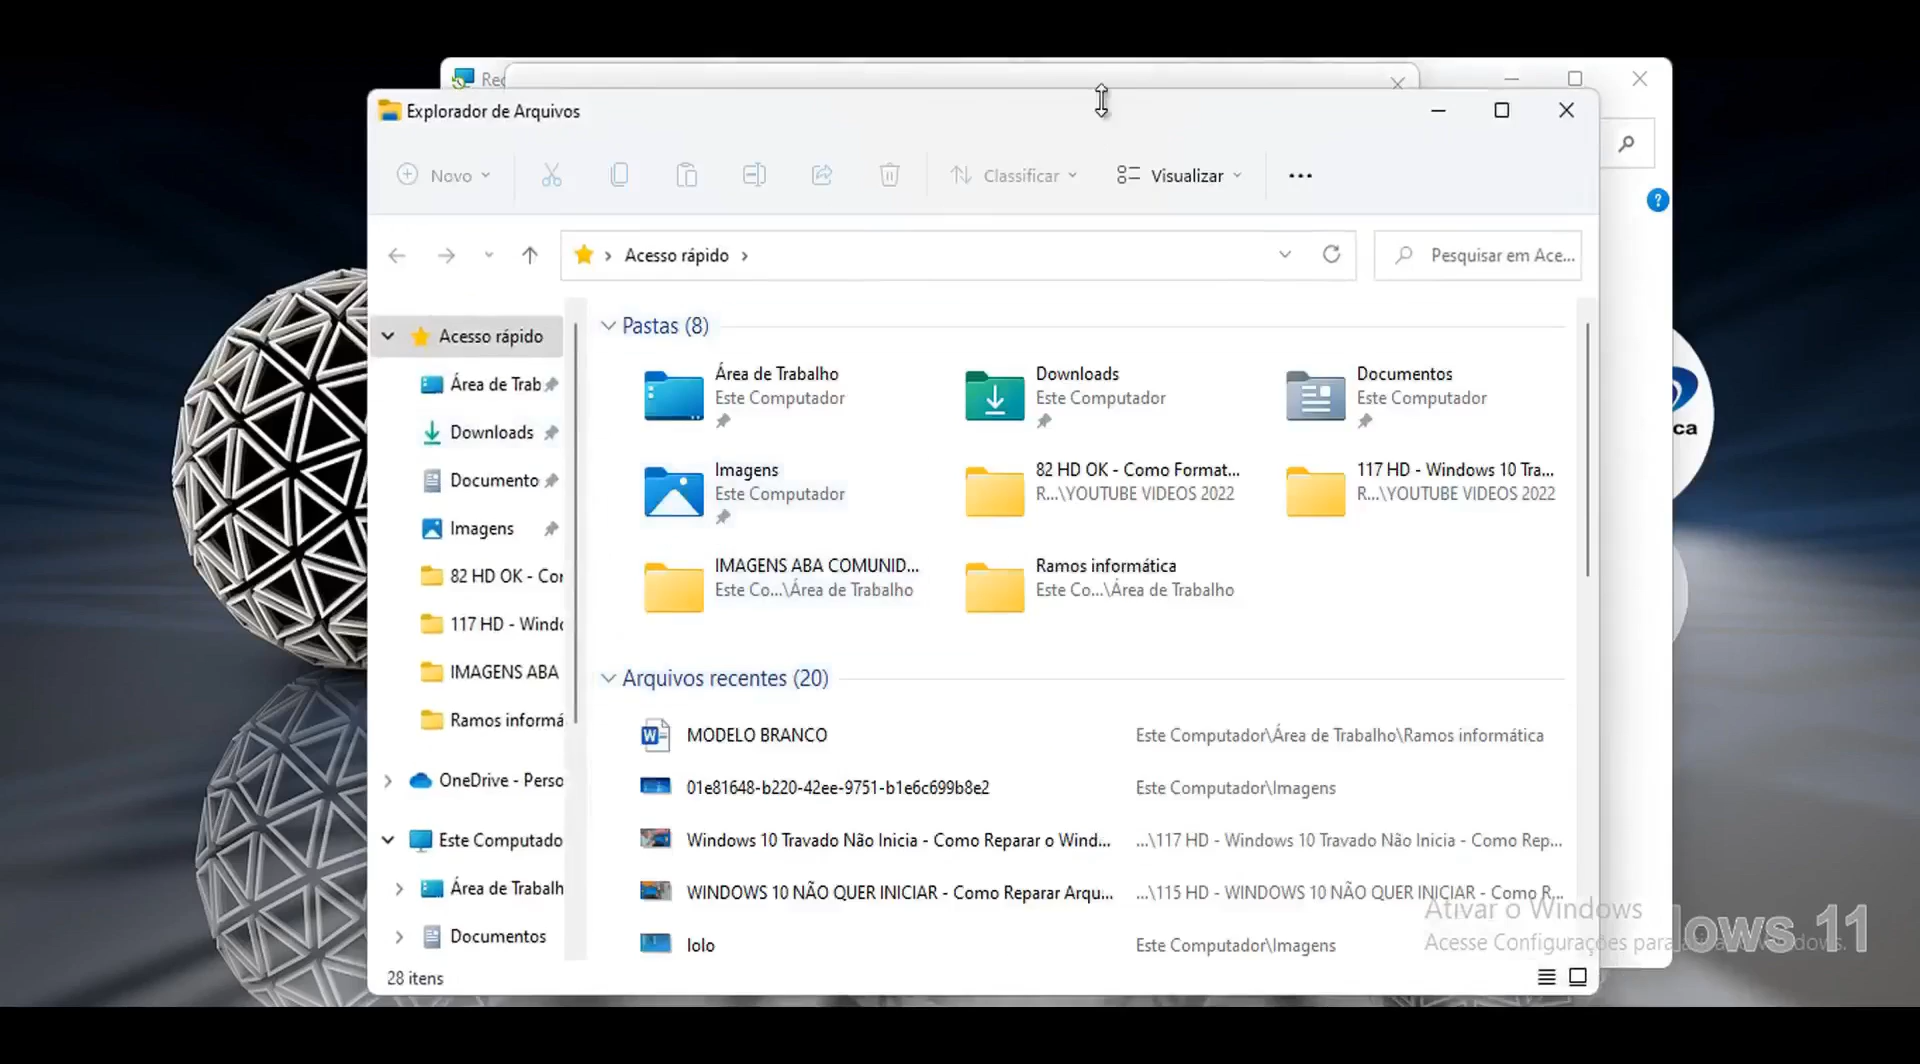 Rec
Explorador de Arquivos
Novo
Classificar
Visualizar
Acesso rápido
Pesquisar em Ace...
?
Acesso rápido
Área de Trab
Downloads
Documento
Imagens
82 HD OK - Cor
117 HD - Windo
IMAGENS ABA
Ramos informá
OneDrive - Perso
Este Computado
Área de Trabalh
Documentos
Pastas (8)
Área de Trabalho
Este Computador
Downloads
Este Computador
Documentos
Este Computador
Imagens
Este Computador
82 HD OK - Como Format...
R...\YOUTUBE VIDEOS 2022
117 HD - Windows 10 Tra...
R...\YOUTUBE VIDEOS 2022
IMAGENS ABA COMUNID...
Este Co...\Área de Trabalho
Ramos informática
Este Co...\Área de Trabalho
Arquivos recentes (20)
MODELO BRANCO Este Computador\Área de Trabalho\Ramos informática
01e81648-b220-42ee-9751-b1e6c699b8e2 Este Computador\Imagens
Windows 10 Travado Não Inicia - Como Reparar o Wind... ...\117 HD - Windows 10 Travado Não Inicia - Como Rep...
WINDOWS 10 NÃO QUER INICIAR - Como Reparar Arqu... ...\115 HD - WINDOWS 10 NÃO QUER INICIAR - Como R...
lolo Este Computador\Imagens
28 itens
ca
Ativar o Windows
Acesse Configurações para ativar o Windows.
dows 11